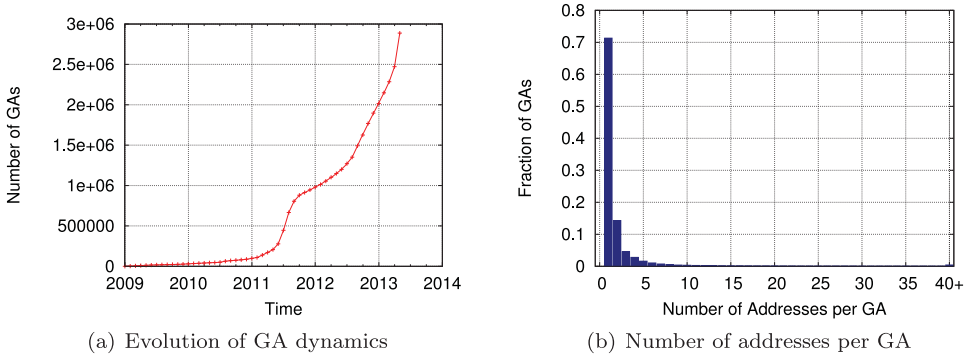 3e+06
2.5e+06
2e+06
1.5e+06
1e+06
500000
0
Number of GAs
2009 2010 2011 2012 2013 2014
Time
(a) Evolution of GA dynamics
0.8
0.7
0.6
0.5
0.4
0.3
0.2
0.1
0
Fraction of GAs
0 5 10 15 20 25 30 35 40+
Number of Addresses per GA
(b) Number of addresses per GA